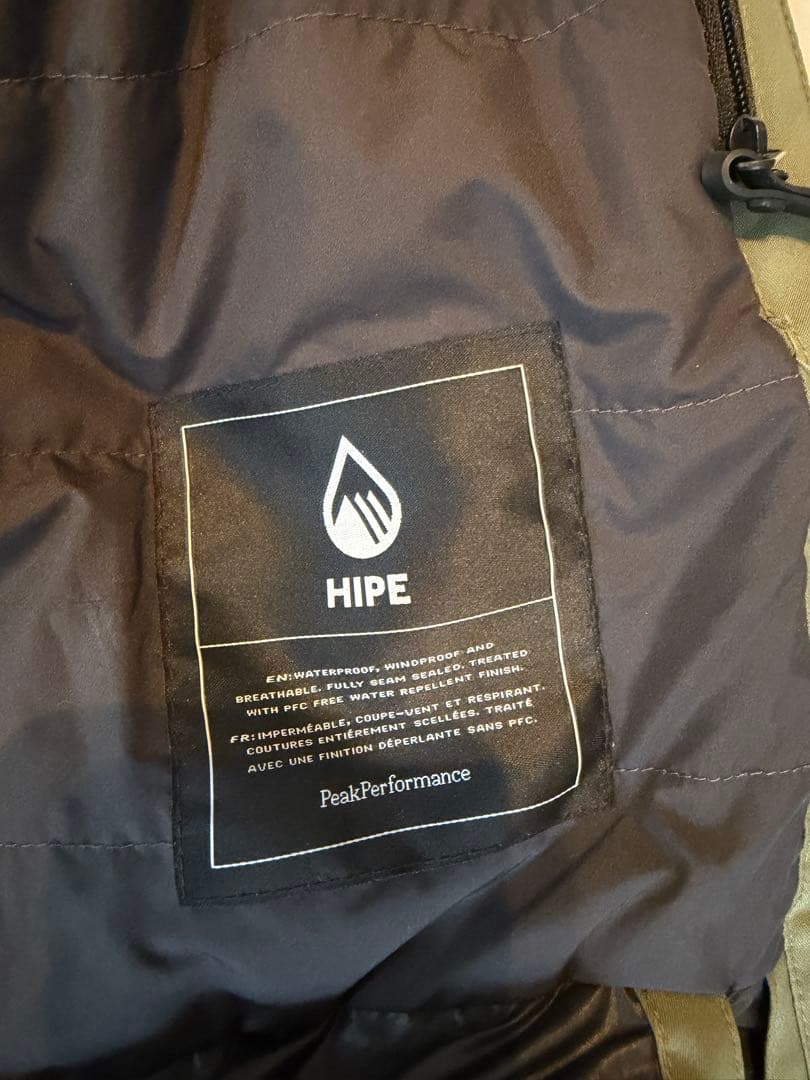 HIPE
EN: WATERPROOF, WINDPROOF AND
BREATHABLE. FULLY SEAM SEALED. TREATED
WITH PFC FREE WATER REPELLENT FINISH.
FR: IMPERMÉABLE, COUPE-VENT ET RESPIRANT.
COUTURES ENTIÈREMENT SCELLÉES. TRAITÉ
AVEC UNE FINITION DÉPERLANTE SANS PFC.
PeakPerformance